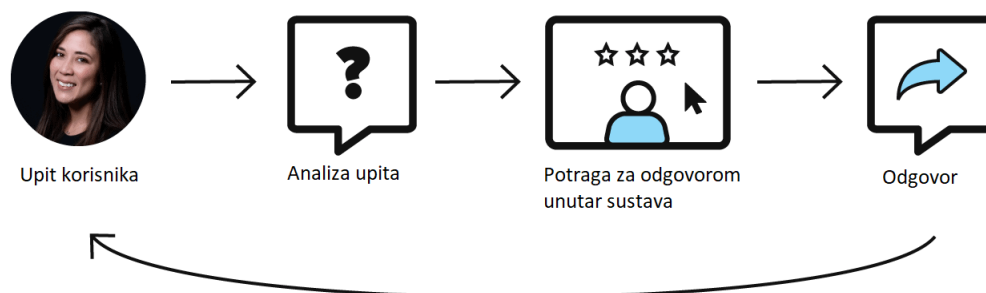 Upit korisnika
Analiza upita
Potraga za odgovorom
unutar sustava
Odgovor
?